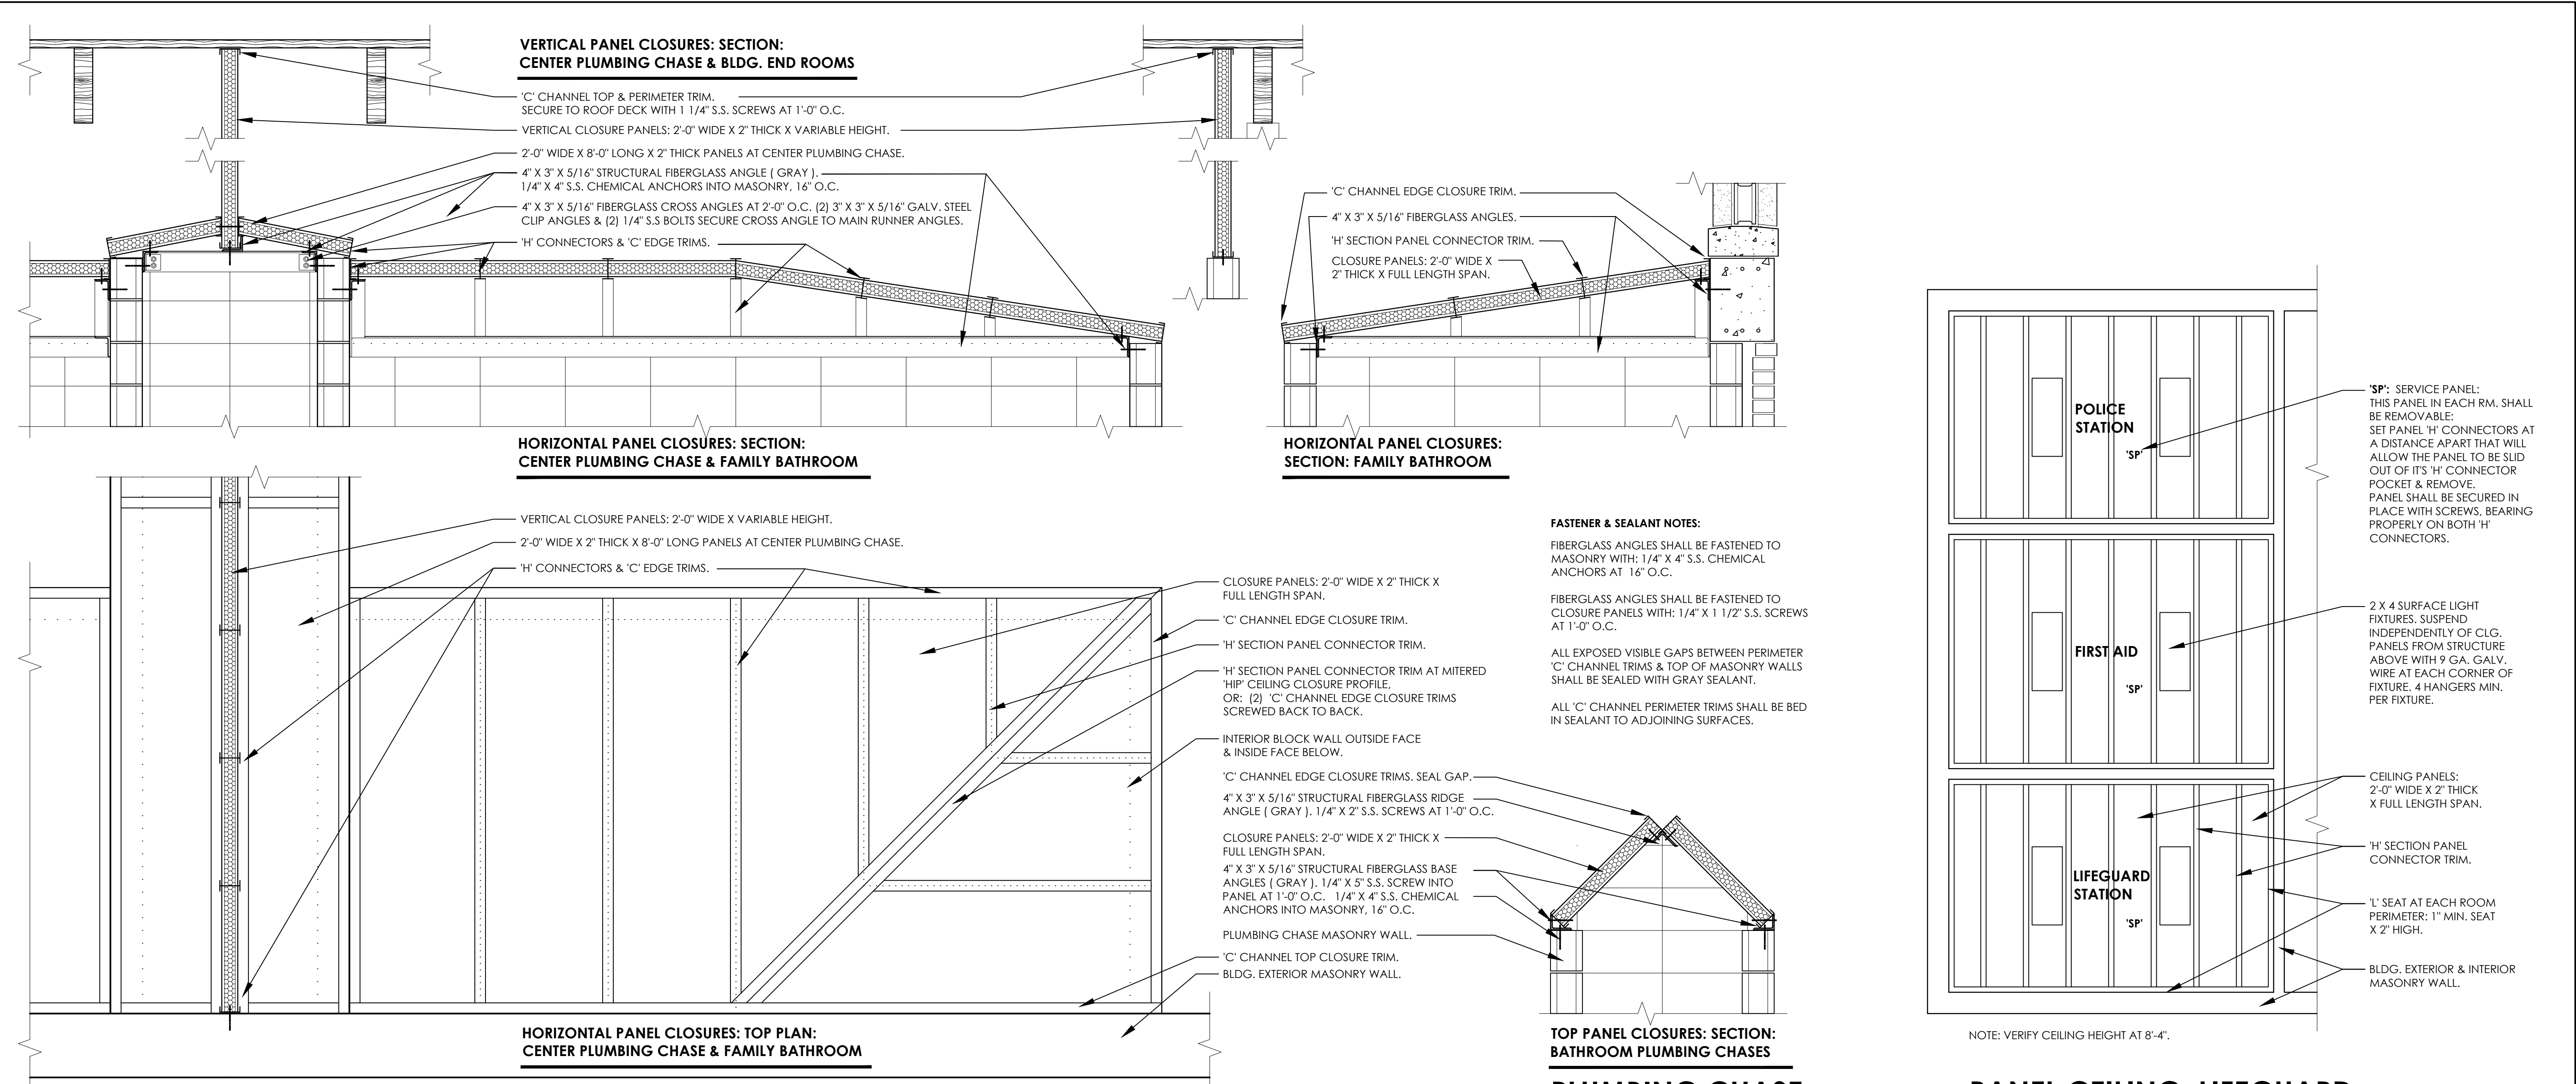 VERTICAL PANEL CLOSURES: SECTION:
CENTER PLUMBING CHASE & BLDG. END ROOMS
'C' CHANNEL TOP & PERIMETER TRIM.
SECURE TO ROOF DECK WITH 1 1/4" S.S. SCREWS AT 1'-0" O.C.
VERTICAL CLOSURE PANELS: 2'-0" WIDE X 2" THICK X VARIABLE HEIGHT.
2'-0" WIDE X 8'-0" LONG X 2" THICK PANELS AT CENTER PLUMBING CHASE.
4" X 3" X 5/16" STRUCTURAL FIBERGLASS ANGLE ( GRAY ).
1/4" X 4" S.S. CHEMICAL ANCHORS INTO MASONRY, 16" O.C.
4" X 3" X 5/16" FIBERGLASS CROSS ANGLES AT 2'-0" O.C. (2) 3" X 3" X 5/16" GALV. STEEL
CLIP ANGLES & (2) 1/4" S.S BOLTS SECURE CROSS ANGLE TO MAIN RUNNER ANGLES.
'H' CONNECTORS & 'C' EDGE TRIMS.
HORIZONTAL PANEL CLOSURES: SECTION:
CENTER PLUMBING CHASE & FAMILY BATHROOM
'C' CHANNEL EDGE CLOSURE TRIM.
4" X 3" X 5/16" FIBERGLASS ANGLES.
'H' SECTION PANEL CONNECTOR TRIM.
CLOSURE PANELS: 2'-0" WIDE X
2" THICK X FULL LENGTH SPAN.
HORIZONTAL PANEL CLOSURES:
SECTION: FAMILY BATHROOM
VERTICAL CLOSURE PANELS: 2'-0" WIDE X VARIABLE HEIGHT.
2'-0" WIDE X 2" THICK X 8'-0" LONG PANELS AT CENTER PLUMBING CHASE.
'H' CONNECTORS & 'C' EDGE TRIMS.
CLOSURE PANELS: 2'-0" WIDE X 2" THICK X
FULL LENGTH SPAN.
'C' CHANNEL EDGE CLOSURE TRIM.
'H' SECTION PANEL CONNECTOR TRIM.
'H' SECTION PANEL CONNECTOR TRIM AT MITERED
'HIP' CEILING CLOSURE PROFILE,
OR: (2) 'C' CHANNEL EDGE CLOSURE TRIMS
SCREWED BACK TO BACK.
INTERIOR BLOCK WALL OUTSIDE FACE
& INSIDE FACE BELOW.
'C' CHANNEL EDGE CLOSURE TRIMS. SEAL GAP.
4" X 3" X 5/16" STRUCTURAL FIBERGLASS RIDGE
ANGLE ( GRAY ). 1/4" X 2" S.S. SCREWS AT 1'-0" O.C.
CLOSURE PANELS: 2'-0" WIDE X 2" THICK X
FULL LENGTH SPAN.
4" X 3" X 5/16" STRUCTURAL FIBERGLASS BASE
ANGLES ( GRAY ). 1/4" X 5" S.S. SCREW INTO
PANEL AT 1'-0" O.C. 1/4" X 4" S.S. CHEMICAL
ANCHORS INTO MASONRY, 16" O.C.
PLUMBING CHASE MASONRY WALL.
'C' CHANNEL TOP CLOSURE TRIM.
BLDG. EXTERIOR MASONRY WALL.
HORIZONTAL PANEL CLOSURES: TOP PLAN:
CENTER PLUMBING CHASE & FAMILY BATHROOM
FASTENER & SEALANT NOTES:
FIBERGLASS ANGLES SHALL BE FASTENED TO
MASONRY WITH: 1/4" X 4" S.S. CHEMICAL
ANCHORS AT 16" O.C.
FIBERGLASS ANGLES SHALL BE FASTENED TO
CLOSURE PANELS WITH: 1/4" X 1 1/2" S.S. SCREWS
AT 1'-0" O.C.
ALL EXPOSED VISIBLE GAPS BETWEEN PERIMETER
'C' CHANNEL TRIMS & TOP OF MASONRY WALLS
SHALL BE SEALED WITH GRAY SEALANT.
ALL 'C' CHANNEL PERIMETER TRIMS SHALL BE BED
IN SEALANT TO ADJOINING SURFACES.
TOP PANEL CLOSURES: SECTION:
BATHROOM PLUMBING CHASES
PLUMBING CHASE
POLICE
STATION
'SP'
FIRST AID
'SP'
LIFEGUARD
STATION
'SP'
'SP': SERVICE PANEL:
THIS PANEL IN EACH RM. SHALL
BE REMOVABLE:
SET PANEL 'H' CONNECTORS AT
A DISTANCE APART THAT WILL
ALLOW THE PANEL TO BE SLID
OUT OF IT'S 'H' CONNECTOR
POCKET & REMOVE.
PANEL SHALL BE SECURED IN
PLACE WITH SCREWS, BEARING
PROPERLY ON BOTH 'H'
CONNECTORS.
2 X 4 SURFACE LIGHT
FIXTURES. SUSPEND
INDEPENDENTLY OF CLG.
PANELS FROM STRUCTURE
ABOVE WITH 9 GA. GALV.
WIRE AT EACH CORNER OF
FIXTURE. 4 HANGERS MIN.
PER FIXTURE.
CEILING PANELS:
2'-0" WIDE X 2" THICK
X FULL LENGTH SPAN.
'H' SECTION PANEL
CONNECTOR TRIM.
'L' SEAT AT EACH ROOM
PERIMETER: 1" MIN. SEAT
X 2" HIGH.
BLDG. EXTERIOR & INTERIOR
MASONRY WALL.
NOTE: VERIFY CEILING HEIGHT AT 8'-4".
PANEL CEILING: LIFEGUARD